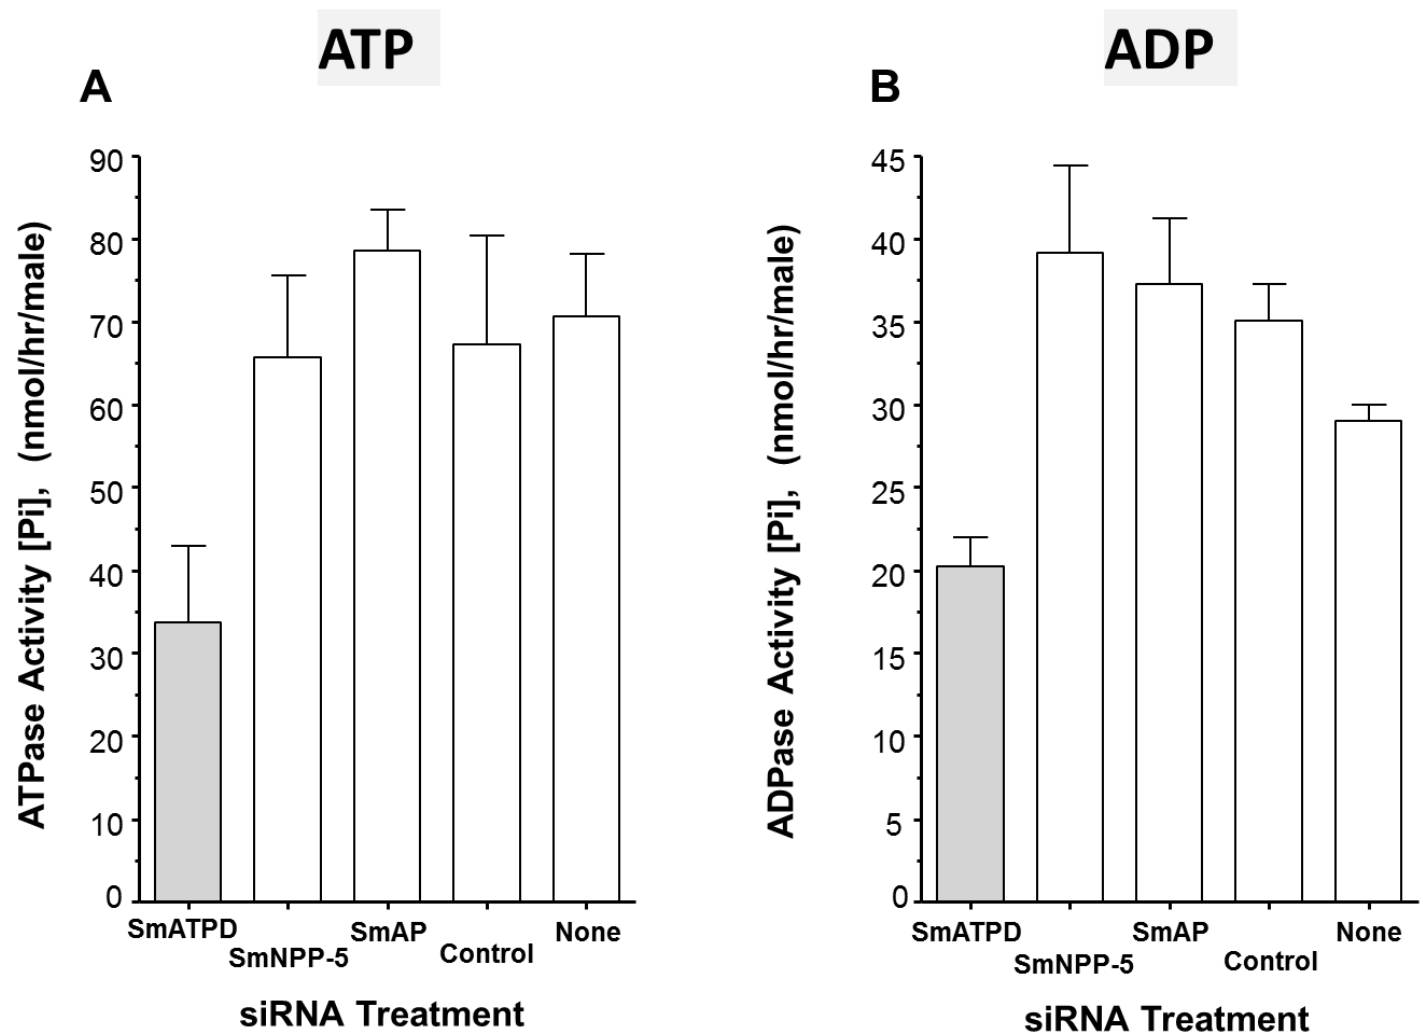 ATP
A
ATPase Activity [Pi], (nmol/hr/male)
90
80
70
60
50
40
30
20
10
0
SmATPD
SmNPP-5
SmAP
Control
None
siRNA Treatment
ADP
B
ADPase Activity [Pi], (nmol/hr/male)
45
40
35
30
25
20
15
10
5
0
SmATPD
SmNPP-5
SmAP
Control
None
siRNA Treatment